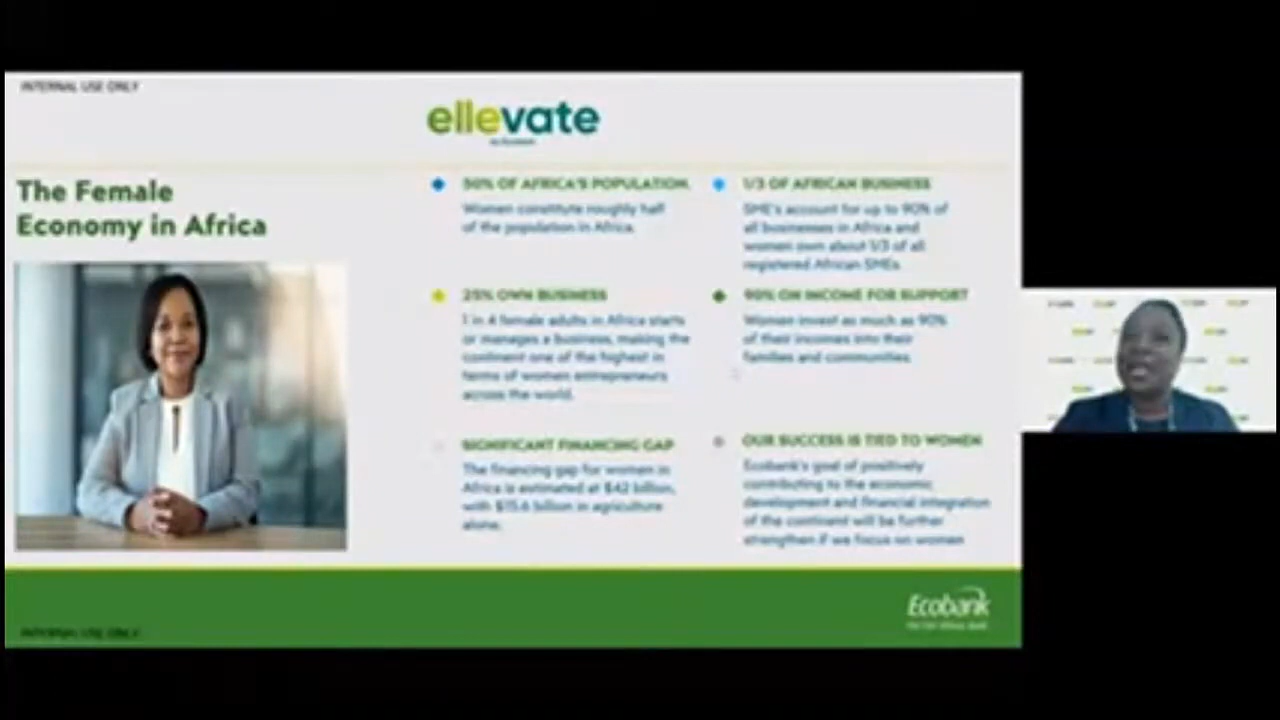 INTERNAL USE ONLY
ellevate
by Ecobank
The Female
Economy in Africa
50% OF AFRICA'S POPULATION
Women constitute roughly half
of the population in Africa.
25% OWN BUSINESS
1 in 4 female adults in Africa starts
or manages a business, making the
continent one of the highest in
terms of women entrepreneurs
across the world.
SIGNIFICANT FINANCING GAP
The financing gap for women in
Africa is estimated at $42 billion,
with $15.6 billion in agriculture
alone.
1/3 OF AFRICAN BUSINESS
SME's account for up to 90% of
all businesses in Africa and
women own about 1/3 of all
registered African SMEs.
90% ON INCOME FOR SUPPORT
Women invest as much as 90%
of their incomes into their
families and communities.
OUR SUCCESS IS TIED TO WOMEN
Ecobank's goal of positively
contributing to the economic
development and financial integration
of the continent will be further
strengthen if we focus on women
Ecobank
INTERNAL USE ONLY